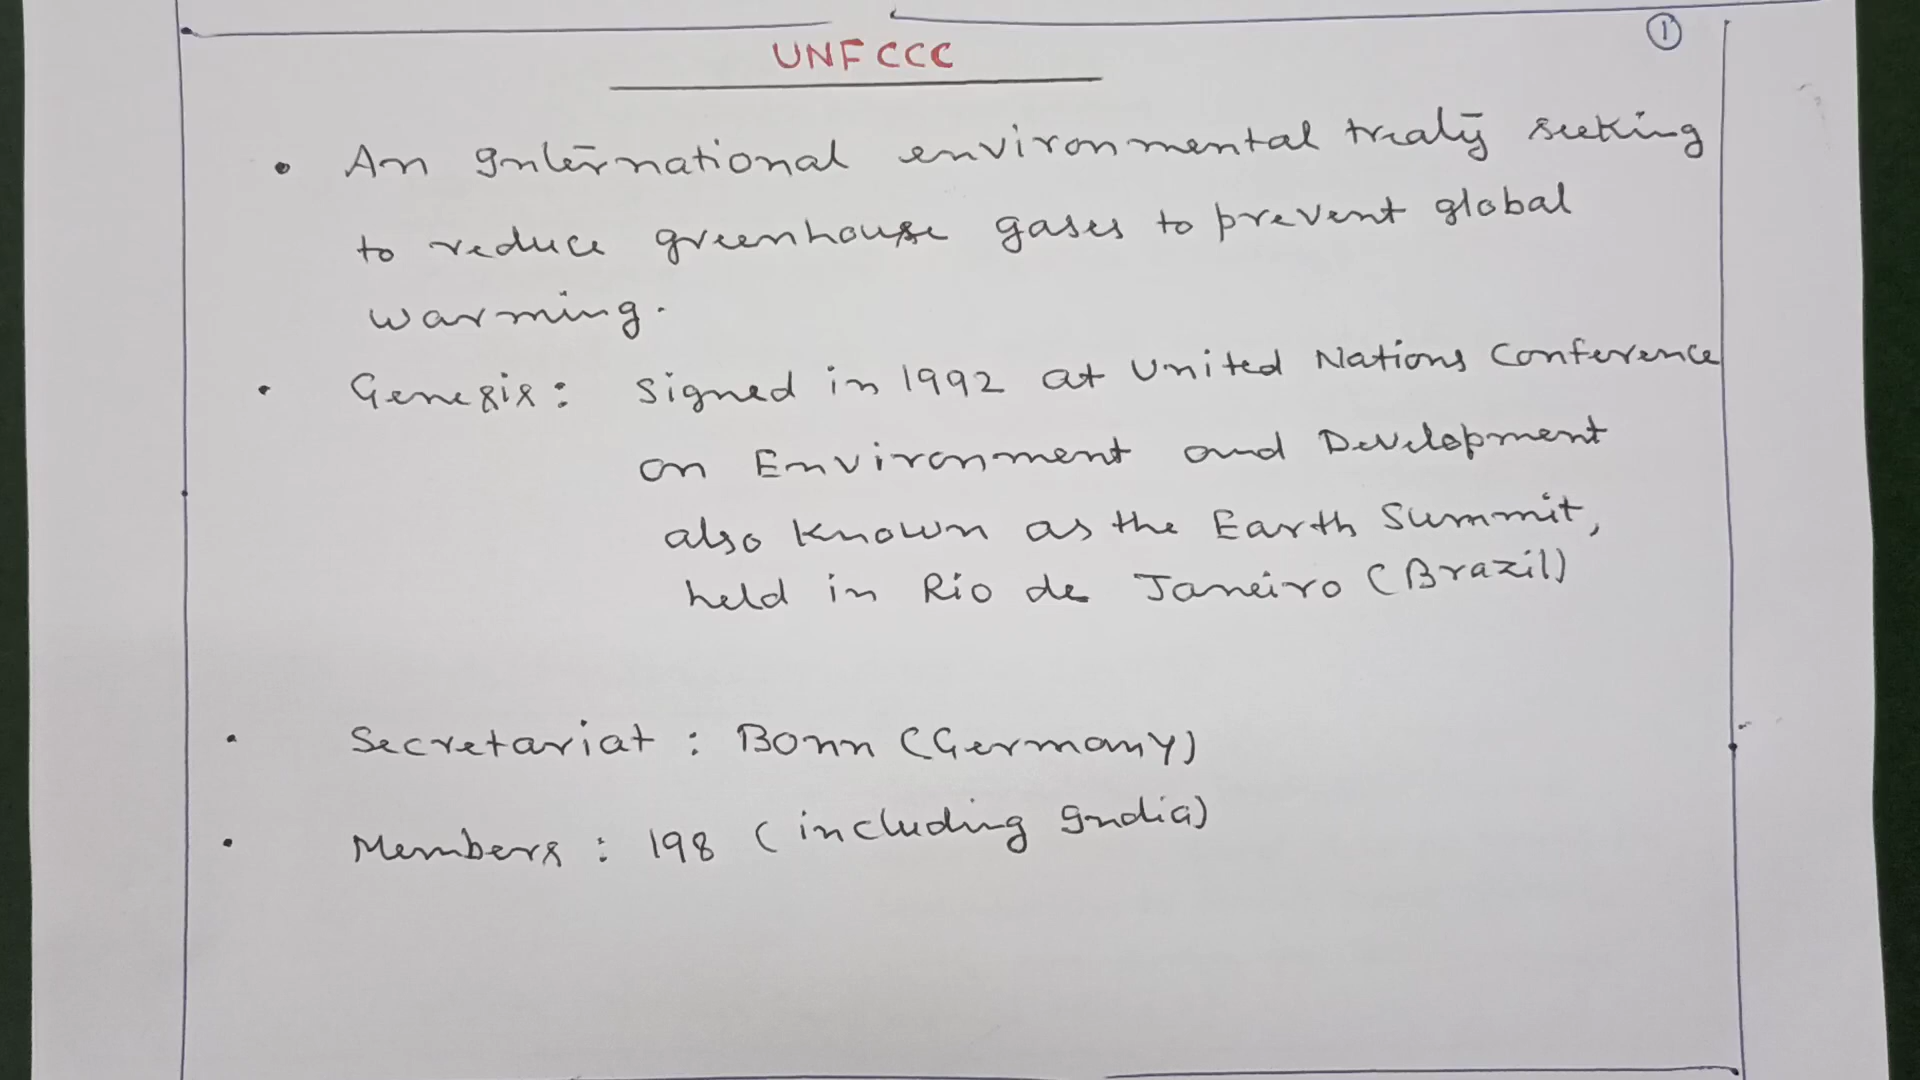 1
UNFCCC
• An International environmental treaty seeking
to reduce greenhouse gases to prevent global
warming.
• Genesis: Signed in 1992 at United Nations Conference
on Environment and Development
also known as the Earth Summit,
held in Rio de Janeiro (Brazil)
• Secretariat : Bonn (Germany)
• Members : 198 (including India)